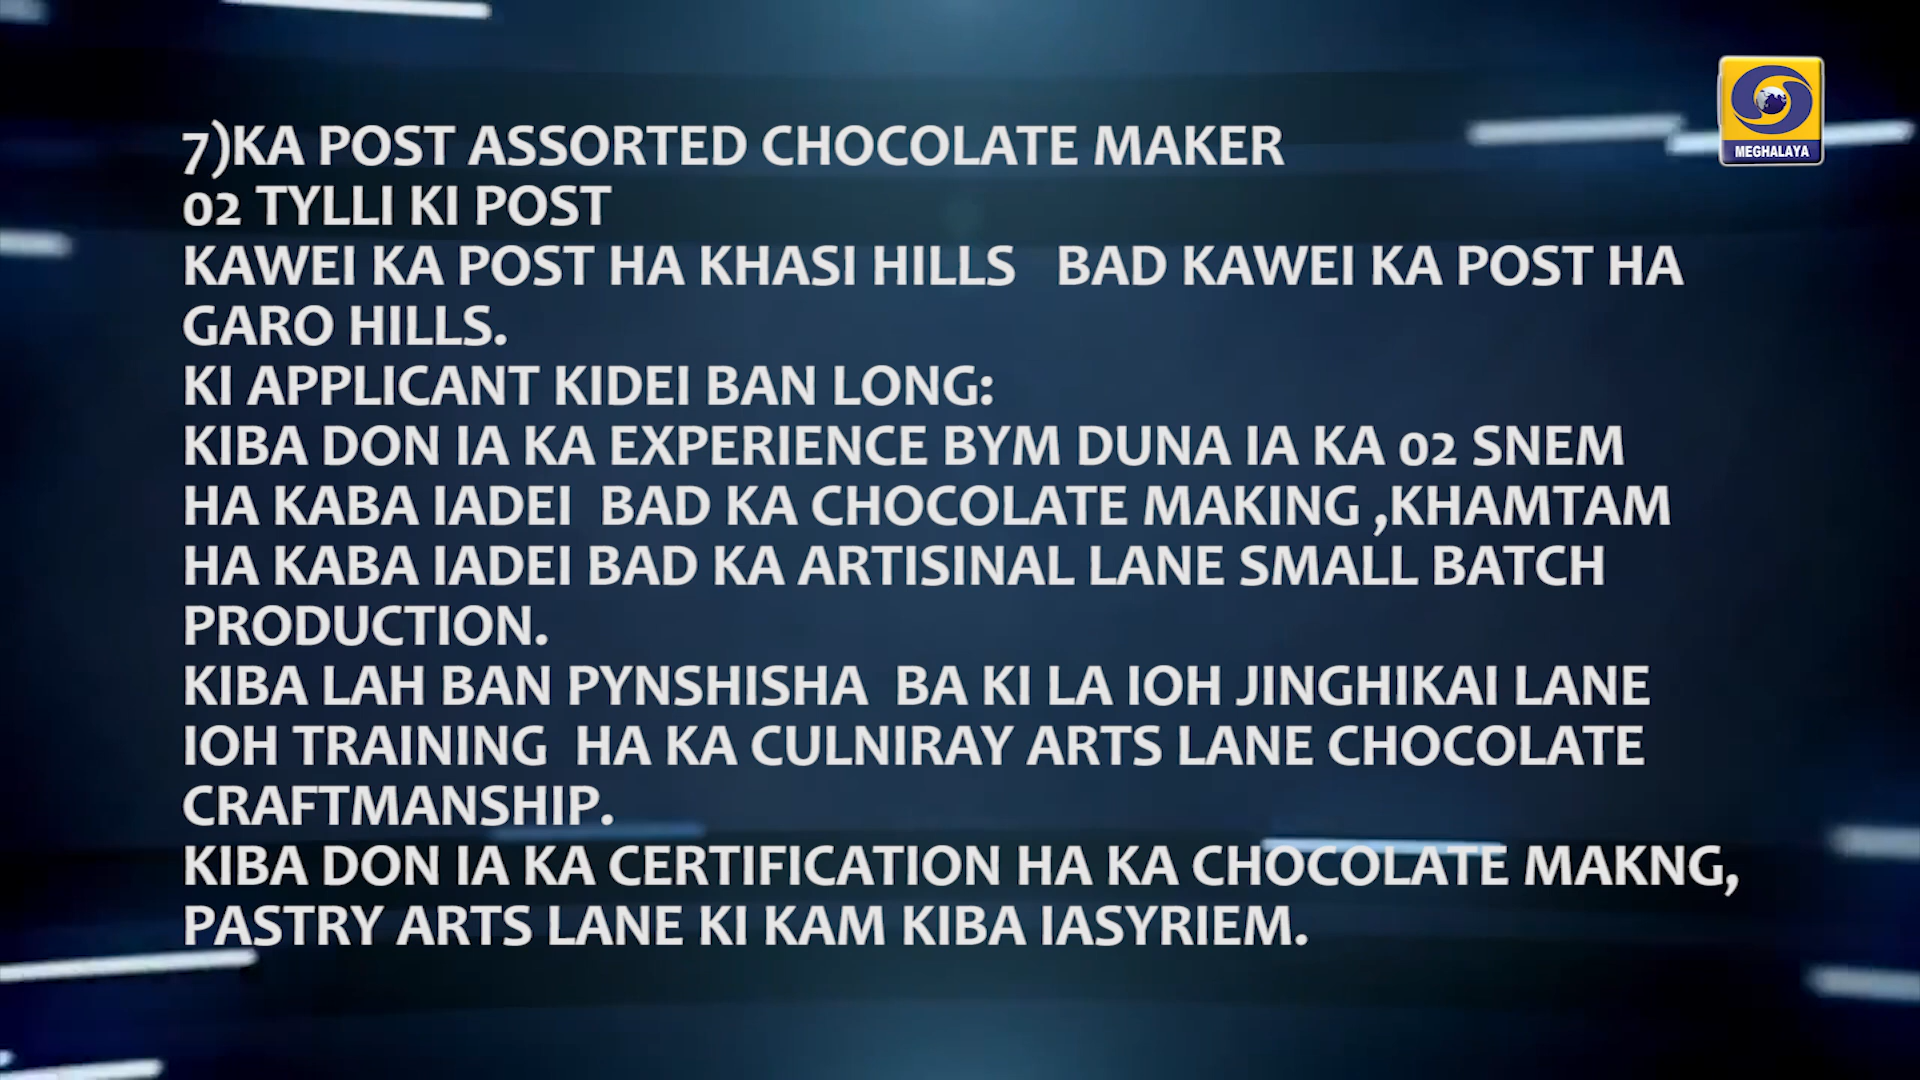 MEGHALAYA
7)KA POST ASSORTED CHOCOLATE MAKER
02 TYLLI KI POST
KAWEI KA POST HA KHASI HILLS BAD KAWEI KA POST HA
GARO HILLS.
KI APPLICANT KIDEI BAN LONG:
KIBA DON IA KA EXPERIENCE BYM DUNA IA KA 02 SNEM
HA KABA IADEI BAD KA CHOCOLATE MAKING ,KHAMTAM
HA KABA IADEI BAD KA ARTISINAL LANE SMALL BATCH
PRODUCTION.
KIBA LAH BAN PYNSHISHA BA KI LA IOH JINGHIKAI LANE
IOH TRAINING HA KA CULNIRAY ARTS LANE CHOCOLATE
CRAFTMANSHIP.
KIBA DON IA KA CERTIFICATION HA KA CHOCOLATE MAKNG,
PASTRY ARTS LANE KI KAM KIBA IASYRIEM.